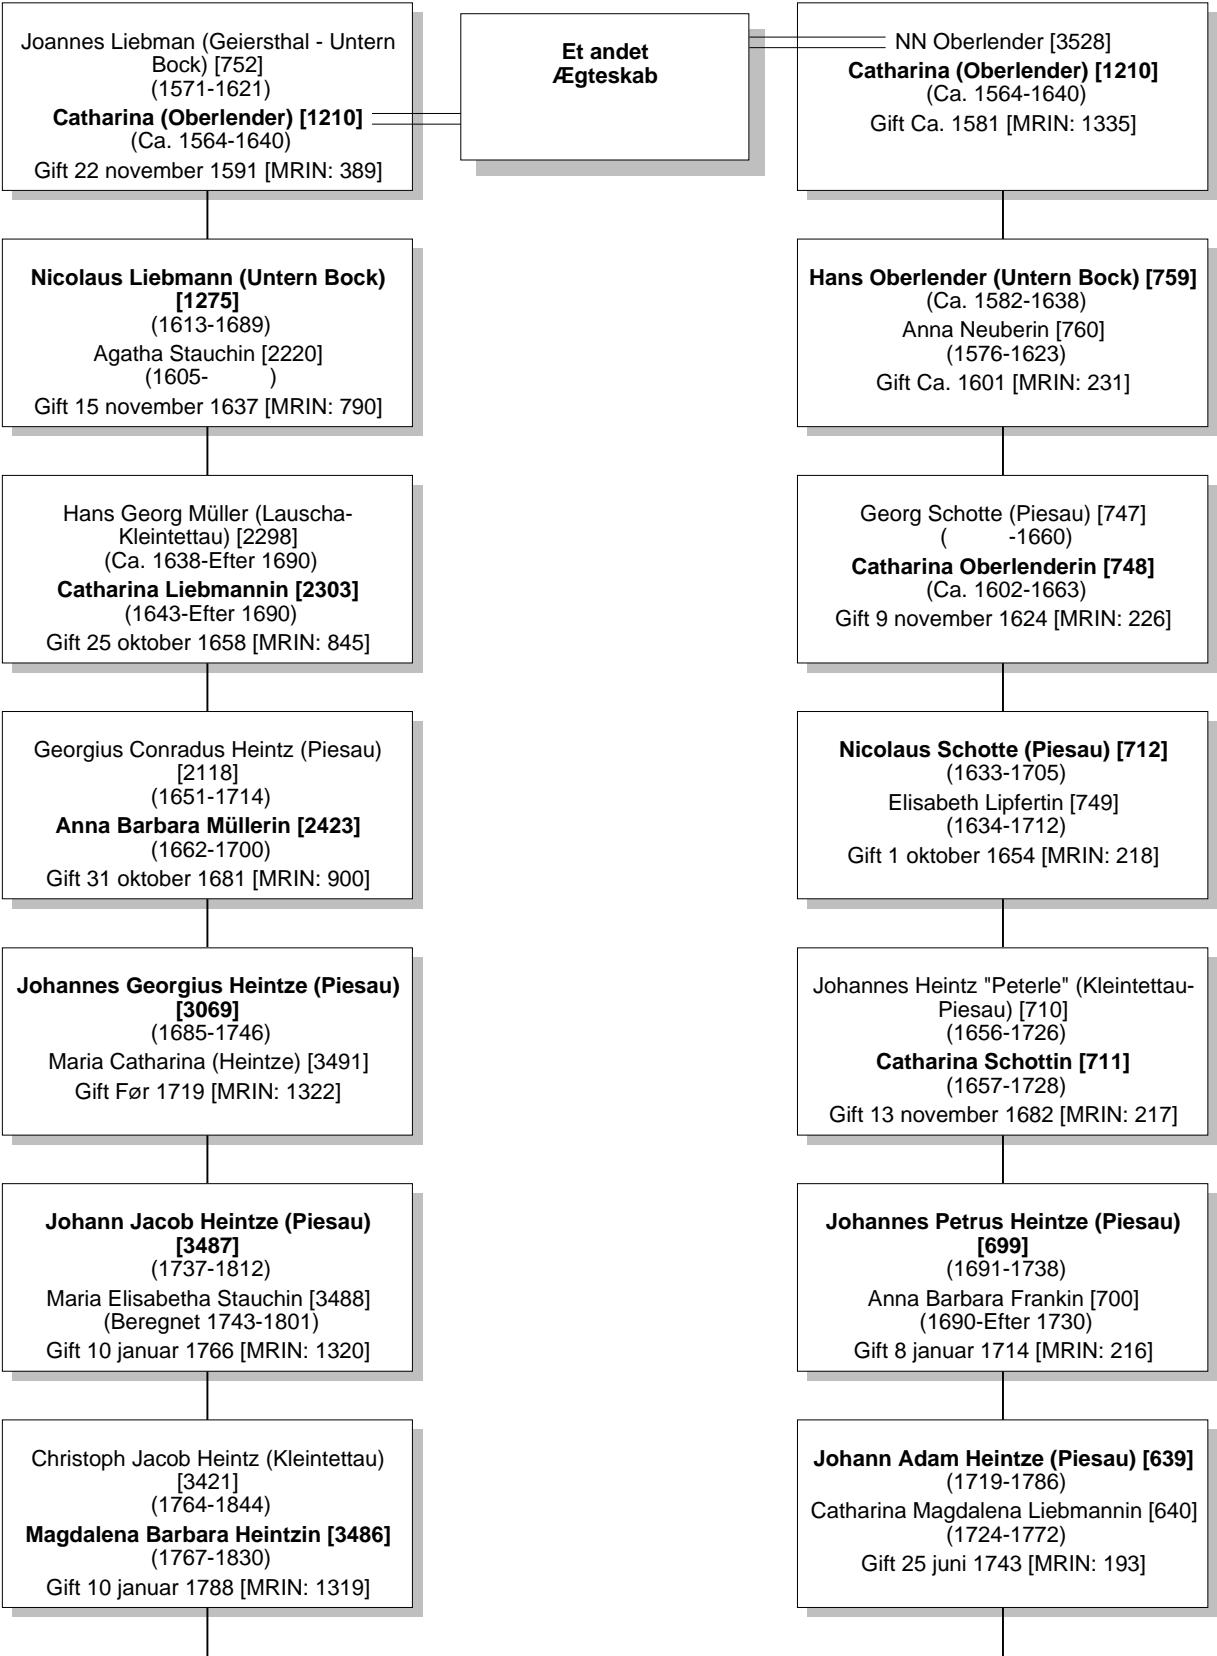 Joannes Liebman (Geiersthal - Untern
Bock) [752]
(1571-1621)
Catharina (Oberlender) [1210]
(Ca. 1564-1640)
Gift 22 november 1591 [MRIN: 389]
Et andet
Ægteskab
NN Oberlender [3528]
Catharina (Oberlender) [1210]
(Ca. 1564-1640)
Gift Ca. 1581 [MRIN: 1335]
Nicolaus Liebmann (Untern Bock)
[1275]
(1613-1689)
Agatha Stauchin [2220]
(1605-          )
Gift 15 november 1637 [MRIN: 790]
Hans Oberlender (Untern Bock) [759]
(Ca. 1582-1638)
Anna Neuberin [760]
(1576-1623)
Gift Ca. 1601 [MRIN: 231]
Hans Georg Müller (Lauscha-
Kleintettau) [2298]
(Ca. 1638-Efter 1690)
Catharina Liebmannin [2303]
(1643-Efter 1690)
Gift 25 oktober 1658 [MRIN: 845]
Georg Schotte (Piesau) [747]
(          -1660)
Catharina Oberlenderin [748]
(Ca. 1602-1663)
Gift 9 november 1624 [MRIN: 226]
Georgius Conradus Heintz (Piesau)
[2118]
(1651-1714)
Anna Barbara Müllerin [2423]
(1662-1700)
Gift 31 oktober 1681 [MRIN: 900]
Nicolaus Schotte (Piesau) [712]
(1633-1705)
Elisabeth Lipfertin [749]
(1634-1712)
Gift 1 oktober 1654 [MRIN: 218]
Johannes Georgius Heintze (Piesau)
[3069]
(1685-1746)
Maria Catharina (Heintze) [3491]
Gift Før 1719 [MRIN: 1322]
Johannes Heintz "Peterle" (Kleintettau-
Piesau) [710]
(1656-1726)
Catharina Schottin [711]
(1657-1728)
Gift 13 november 1682 [MRIN: 217]
Johann Jacob Heintze (Piesau)
[3487]
(1737-1812)
Maria Elisabetha Stauchin [3488]
(Beregnet 1743-1801)
Gift 10 januar 1766 [MRIN: 1320]
Johannes Petrus Heintze (Piesau)
[699]
(1691-1738)
Anna Barbara Frankin [700]
(1690-Efter 1730)
Gift 8 januar 1714 [MRIN: 216]
Christoph Jacob Heintz (Kleintettau)
[3421]
(1764-1844)
Magdalena Barbara Heintzin [3486]
(1767-1830)
Gift 10 januar 1788 [MRIN: 1319]
Johann Adam Heintze (Piesau) [639]
(1719-1786)
Catharina Magdalena Liebmannin [640]
(1724-1772)
Gift 25 juni 1743 [MRIN: 193]